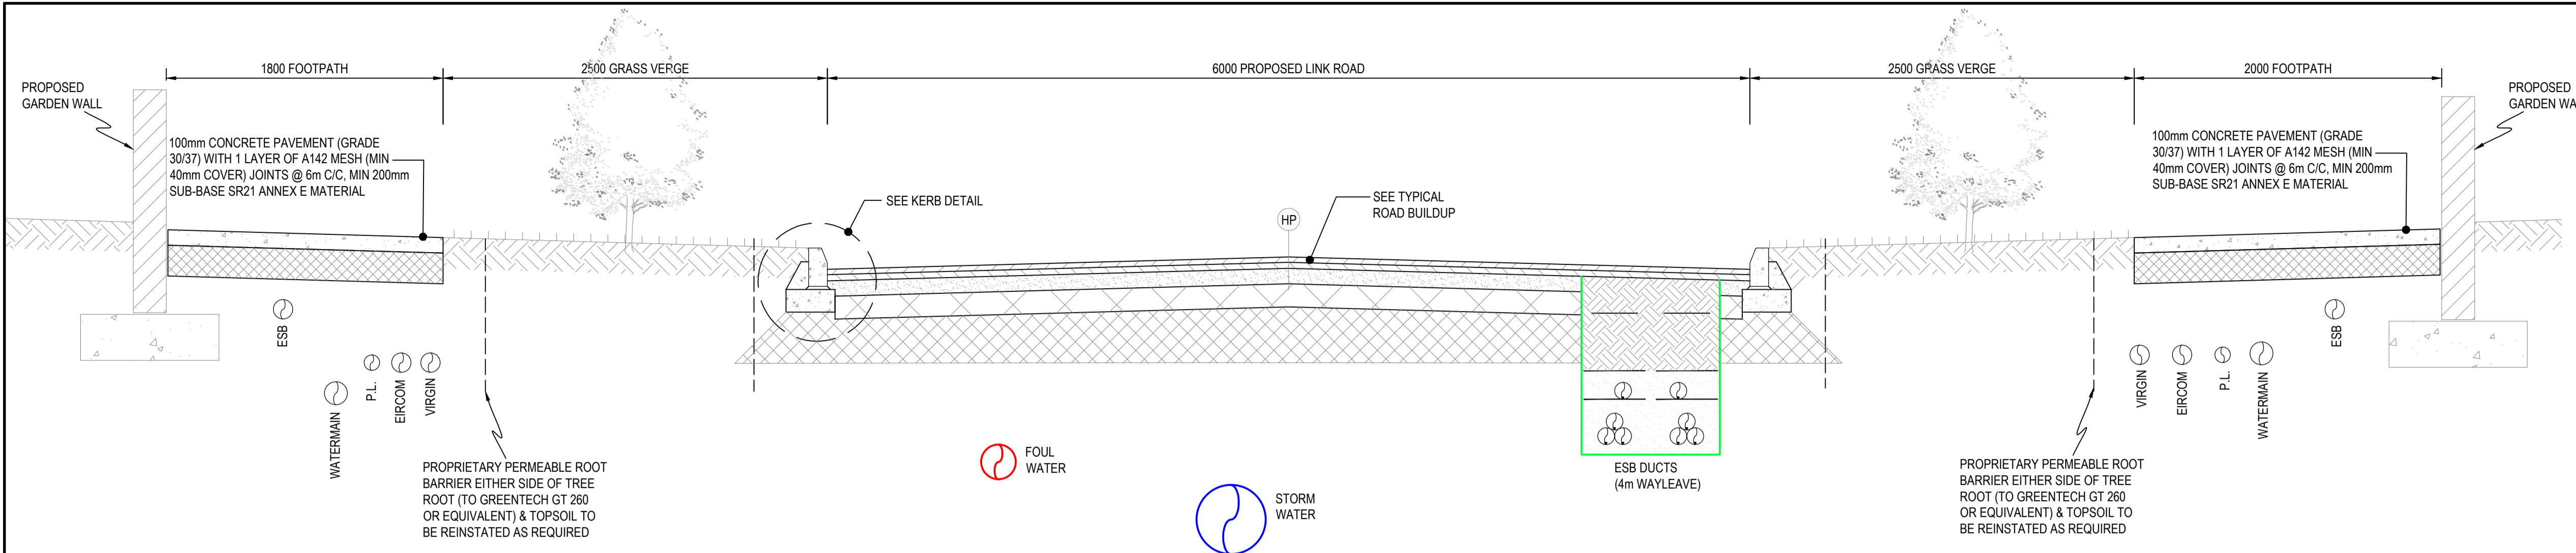 1800 FOOTPATH
2500 GRASS VERGE
6000 PROPOSED LINK ROAD
2500 GRASS VERGE
2000 FOOTPATH
PROPOSED
GARDEN WALL
PROPOSED
GARDEN WA
100mm CONCRETE PAVEMENT (GRADE
30/37) WITH 1 LAYER OF A142 MESH (MIN
40mm COVER) JOINTS @ 6m C/C, MIN 200mm
SUB-BASE SR21 ANNEX E MATERIAL
SEE KERB DETAIL
HP
SEE TYPICAL
ROAD BUILDUP
100mm CONCRETE PAVEMENT (GRADE
30/37) WITH 1 LAYER OF A142 MESH (MIN
40mm COVER) JOINTS @ 6m C/C, MIN 200mm
SUB-BASE SR21 ANNEX E MATERIAL
ESB
WATERMAIN
P.L.
EIRCOM
VIRGIN
PROPRIETARY PERMEABLE ROOT
BARRIER EITHER SIDE OF TREE
ROOT (TO GREENTECH GT 260
OR EQUIVALENT) & TOPSOIL TO
BE REINSTATED AS REQUIRED
FOUL
WATER
STORM
WATER
ESB DUCTS
(4m WAYLEAVE)
PROPRIETARY PERMEABLE ROOT
BARRIER EITHER SIDE OF TREE
ROOT (TO GREENTECH GT 260
OR EQUIVALENT) & TOPSOIL TO
BE REINSTATED AS REQUIRED
VIRGIN
EIRCOM
P.L.
WATERMAIN
ESB